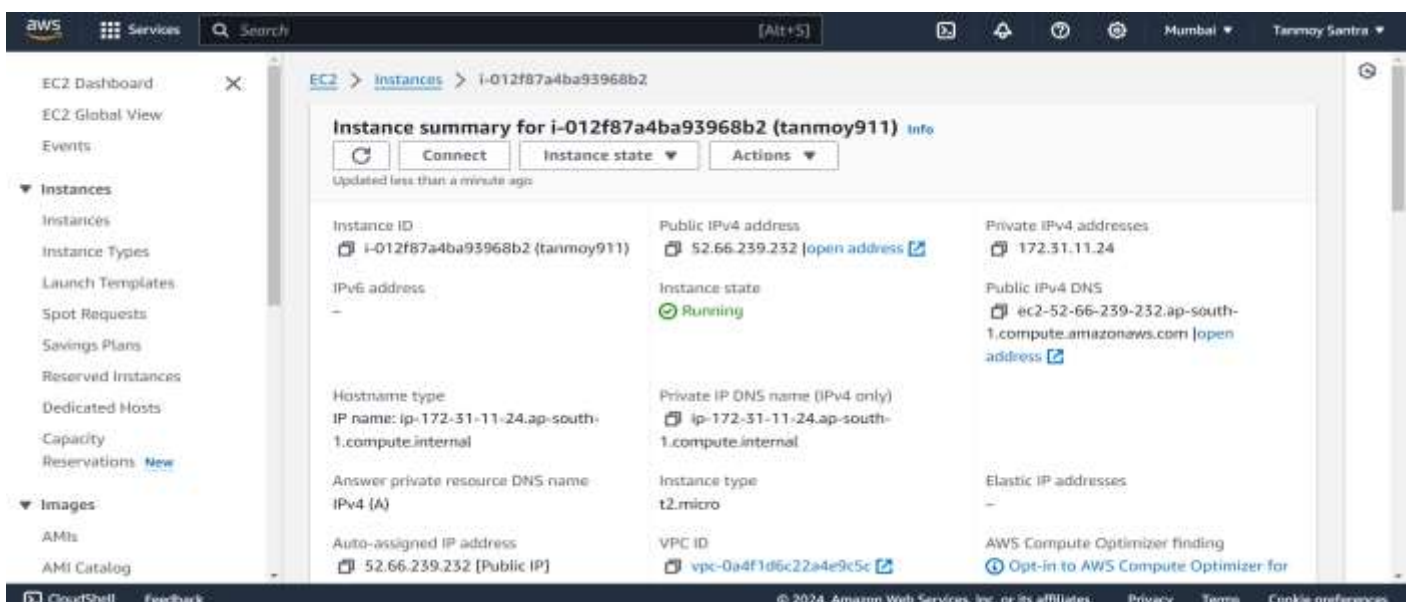 aws
Services
Search
[Alt+S]
Mumbai
Tanmoy Santra
EC2 Dashboard
EC2 Global View
Events
Instances
Instances
Instance Types
Launch Templates
Spot Requests
Savings Plans
Reserved Instances
Dedicated Hosts
Capacity
Reservations New
Images
AMIs
AMI Catalog
EC2 > Instances > i-012f87a4ba93968b2
Instance summary for i-012f87a4ba93968b2 (tanmoy911) Info
Connect
Instance state
Actions
Updated less than a minute ago
Instance ID
i-012f87a4ba93968b2 (tanmoy911)
Public IPv4 address
52.66.239.232 |open address
Private IPv4 addresses
172.31.11.24
IPv6 address
–
Instance state
Running
Public IPv4 DNS
ec2-52-66-239-232.ap-south-
1.compute.amazonaws.com |open
address
Hostname type
IP name: ip-172-31-11-24.ap-south-
1.compute.internal
Private IP DNS name (IPv4 only)
ip-172-31-11-24.ap-south-
1.compute.internal
Answer private resource DNS name
IPv4 (A)
Instance type
t2.micro
Elastic IP addresses
–
Auto-assigned IP address
52.66.239.232 [Public IP]
VPC ID
vpc-0a4f1d6c22a4e9c5c
AWS Compute Optimizer finding
Opt-in to AWS Compute Optimizer for
CloudShell
Feedback
© 2024, Amazon Web Services, Inc. or its affiliates.
Privacy
Terms
Cookie preferences